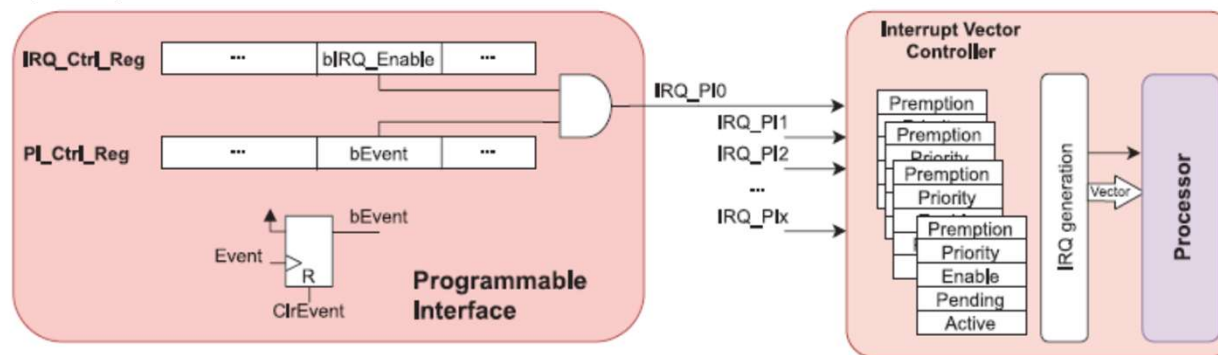 IRQ_Ctrl_Reg
...
bIRQ_Enable
...
PI_Ctrl_Reg
...
bEvent
...
bEvent
Event
R
ClrEvent
Programmable
Interface
IRQ_PI0
IRQ_PI1
IRQ_PI2
...
IRQ_PIx
Interrupt Vector
Controller
Premption
Premption
Priority
Premption
Priority
Premption
Priority
Enable
Pending
Active
IRQ generation
Vector
Processor